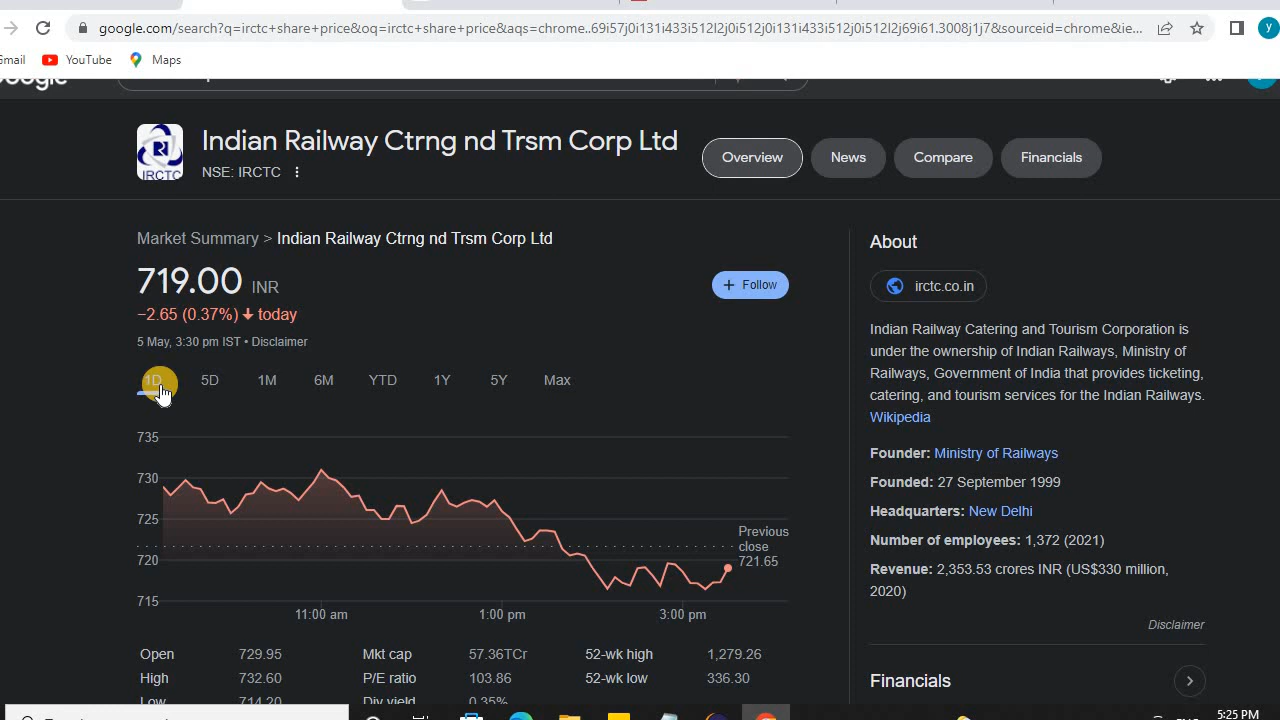 google.com/search?q=irctc+share+price&oq=irctc+share+price&aqs=chrome..69i57j0i131i433i512l2j0i512j0i131i433i512j0i512l2j69i61.3008j1j7&sourceid=chrome&ie...
y
YouTube
Maps
Indian Railway Ctrng nd Trsm Corp Ltd
NSE: IRCTC
IRCTC
Overview
News
Compare
Financials
Market Summary > Indian Railway Ctrng nd Trsm Corp Ltd
719.00 INR
+ Follow
−2.65 (0.37%) ↓ today
5 May, 3:30 pm IST • Disclaimer
1D 5D 1M 6M YTD 1Y 5Y Max
735
730
725
720
715
Previous
close
721.65
11:00 am 1:00 pm 3:00 pm
Open 729.95 Mkt cap 57.36TCr 52-wk high 1,279.26
High 732.60 P/E ratio 103.86 52-wk low 336.30
Low 714.20 Div yield 0.35%
About
irctc.co.in
Indian Railway Catering and Tourism Corporation is
under the ownership of Indian Railways, Ministry of
Railways, Government of India that provides ticketing,
catering, and tourism services for the Indian Railways.
Wikipedia
Founder: Ministry of Railways
Founded: 27 September 1999
Headquarters: New Delhi
Number of employees: 1,372 (2021)
Revenue: 2,353.53 crores INR (US$330 million,
2020)
Disclaimer
Financials
5:25 PM